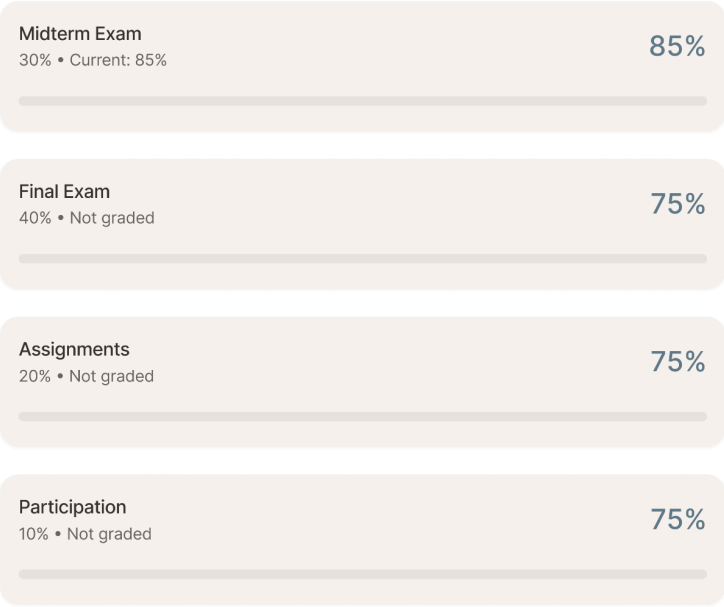 Midterm Exam
85%
30% • Current: 85%
Final Exam
75%
40% • Not graded
Assignments
75%
20% • Not graded
Participation
75%
10% • Not graded